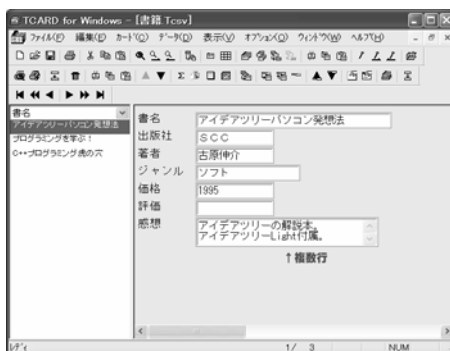 TCARD for Windows - [書籍.Tcsv]
ファイル(F) 編集(E) カード(O) データ(D) 表示(V) オプション(O) ウィンドウ(W) ヘルプ(H)
書名
アイデアツリーパソコン発想法
プログラミングを学ぶ!
C++プログラミング虎の穴
書名 アイデアツリーパソコン発想法
出版社 SCC
著者 古原伸介
ジャンル ソフト
価格 1995
評価
感想 アイデアツリーの解説本。
アイデアツリーLight付属。
↑複数行
レディ 1/ 3 NUM